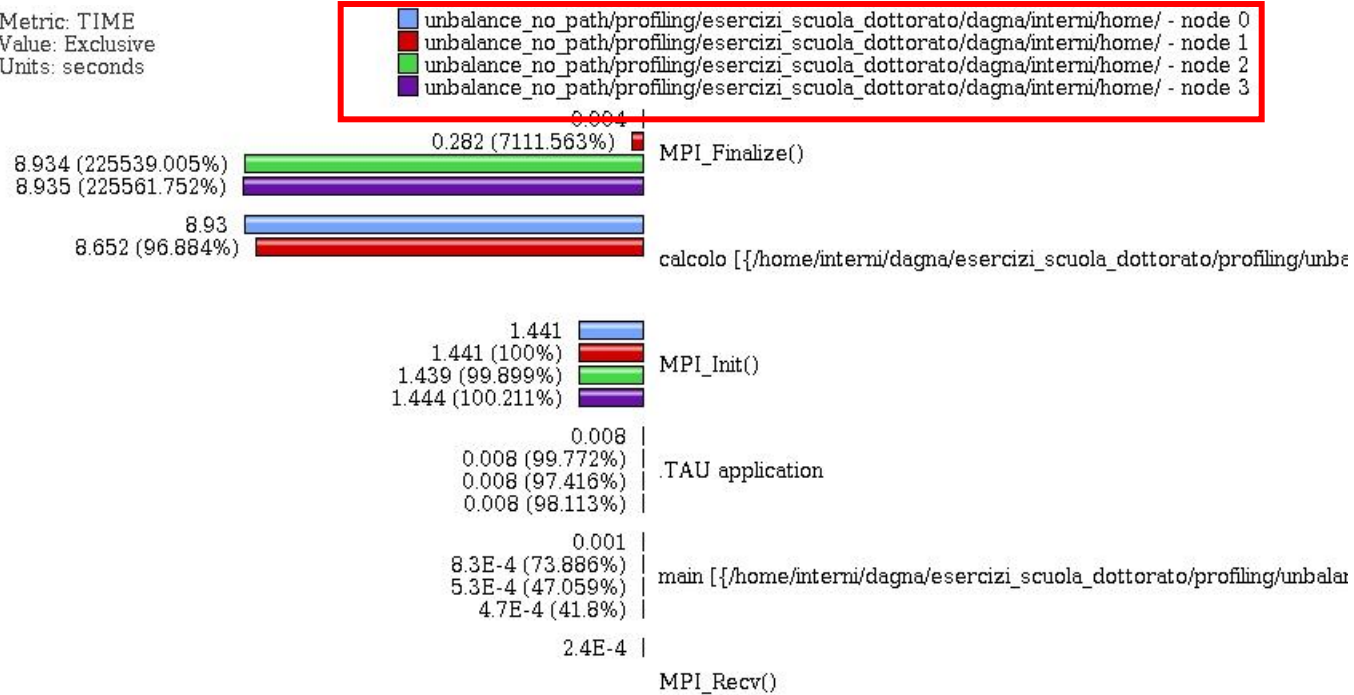 Metric: TIME
Value: Exclusive
Units: seconds
unbalance_no_path/profiling/esercizi_scuola_dottorato/dagna/interni/home/ - node 0
unbalance_no_path/profiling/esercizi_scuola_dottorato/dagna/interni/home/ - node 1
unbalance_no_path/profiling/esercizi_scuola_dottorato/dagna/interni/home/ - node 2
unbalance_no_path/profiling/esercizi_scuola_dottorato/dagna/interni/home/ - node 3
0.004
0.282 (7111.563%)
MPI_Finalize()
8.934 (225539.005%)
8.935 (225561.752%)
8.93
8.652 (96.884%)
calcolo [{/home/interni/dagna/esercizi_scuola_dottorato/profiling/unba
1.441
1.441 (100%)
MPI_Init()
1.439 (99.899%)
1.444 (100.211%)
0.008
0.008 (99.772%)
.TAU application
0.008 (97.416%)
0.008 (98.113%)
0.001
8.3E-4 (73.886%)
main [{/home/interni/dagna/esercizi_scuola_dottorato/profiling/unbalan
5.3E-4 (47.059%)
4.7E-4 (41.8%)
2.4E-4
MPI_Recv()